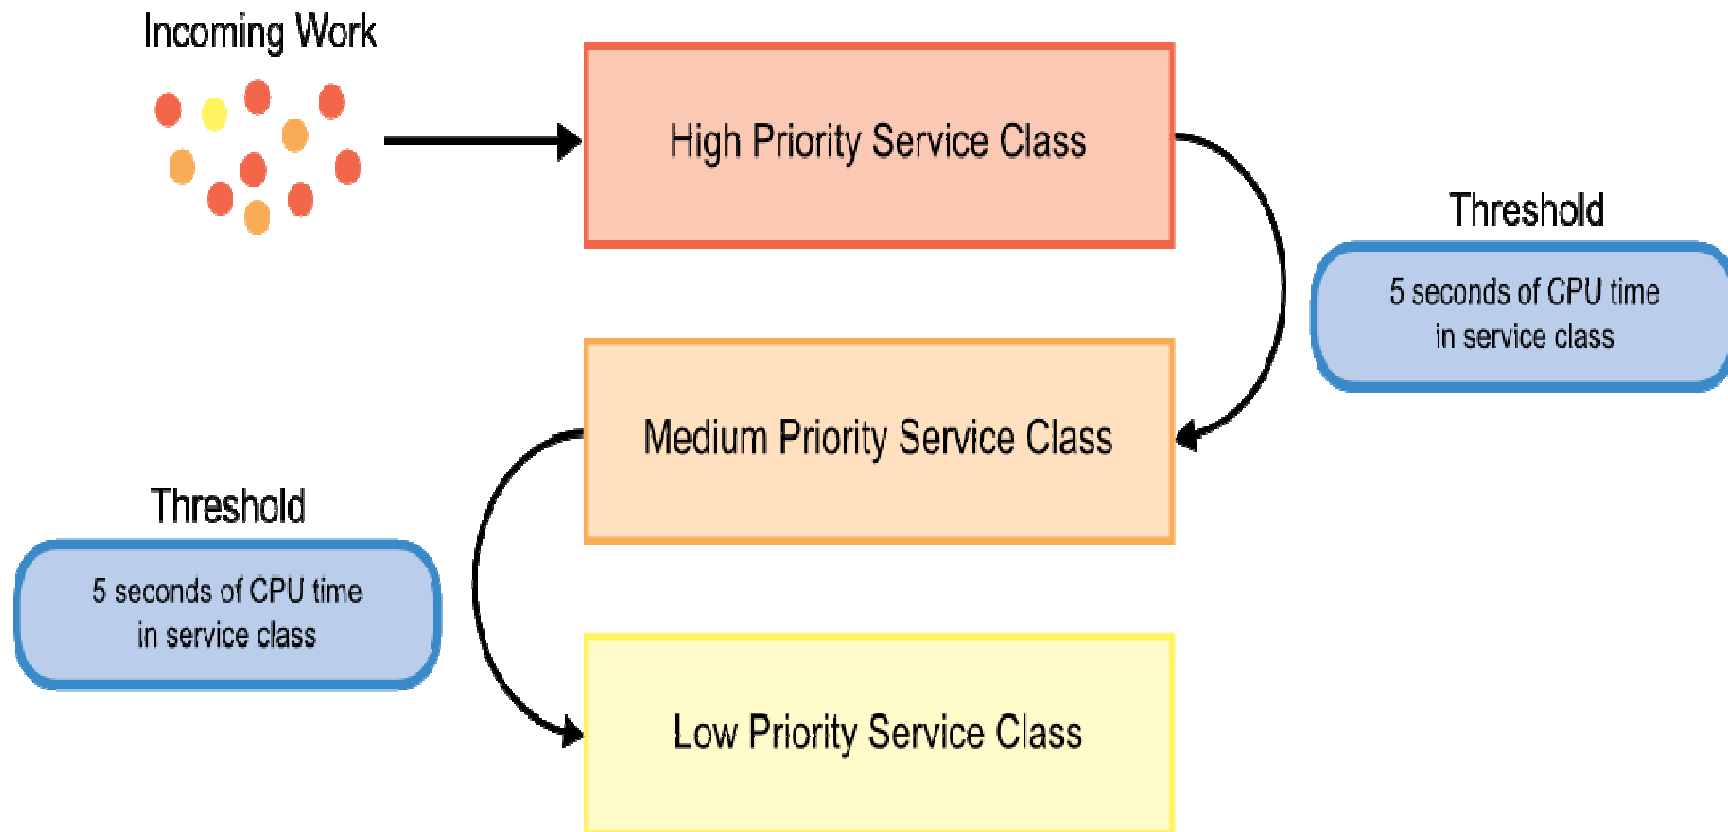 Incoming Work
High Priority Service Class
Threshold
5 seconds of CPU time
in service class
Medium Priority Service Class
Threshold
5 seconds of CPU time
in service class
Low Priority Service Class